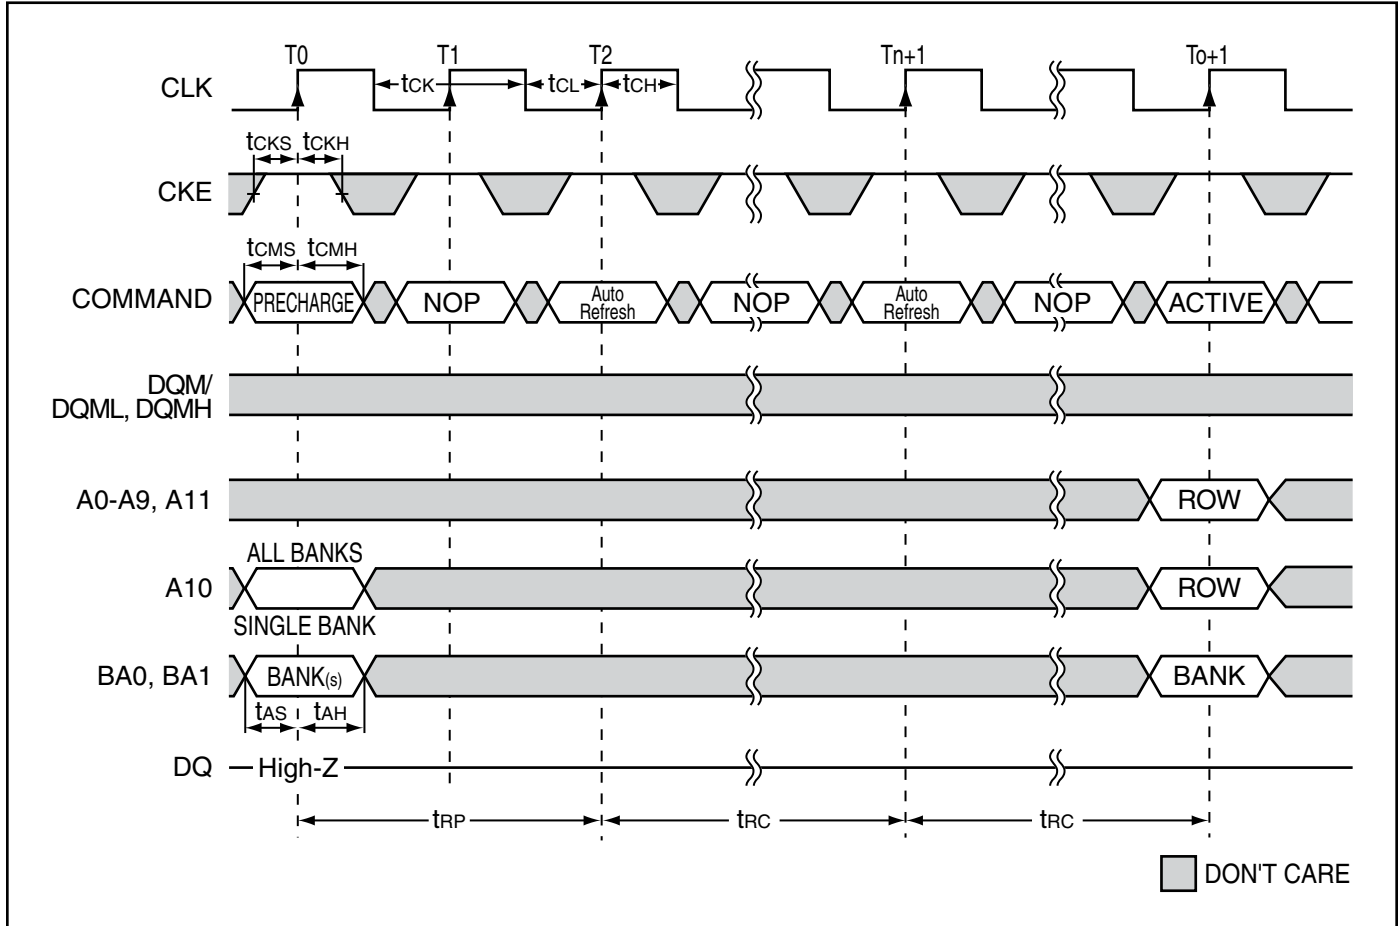 T0 T1 T2 Tn+1 To+1
CLK tCK tCL tCH
tCKS tCKH
CKE
tCMS tCMH
COMMAND PRECHARGE NOP Auto Refresh NOP Auto Refresh NOP ACTIVE
DQM/
DQML, DQMH
A0-A9, A11 ROW
ALL BANKS
A10 ROW
SINGLE BANK
BA0, BA1 BANK(s) BANK
tAS tAH
DQ High-Z
tRP tRC tRC
DON'T CARE